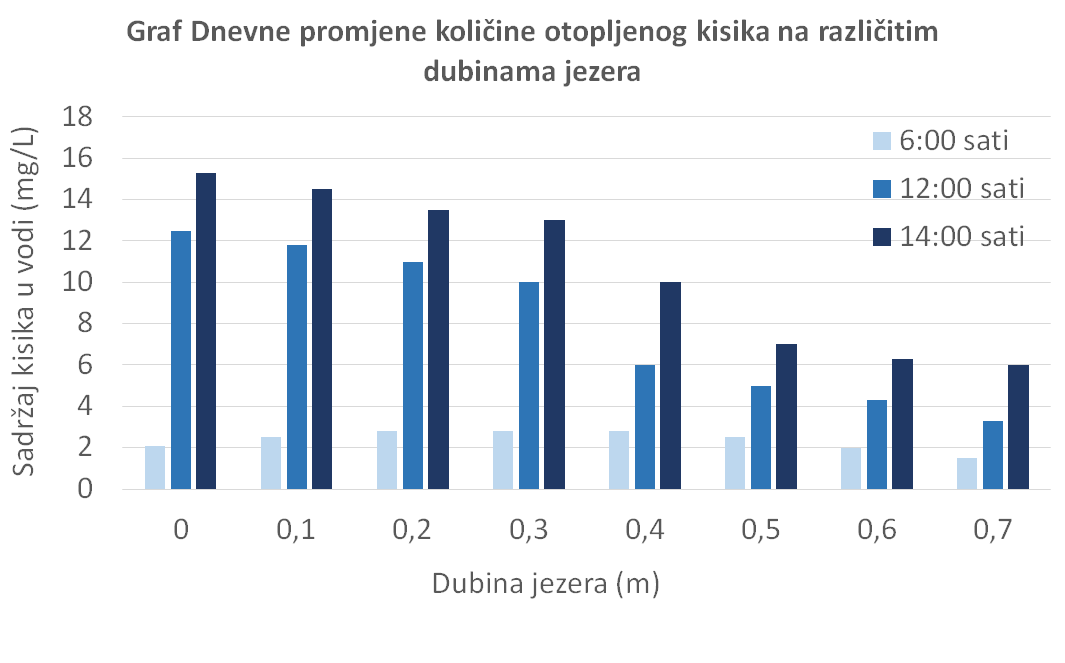 Graf Dnevne promjene količine otopljenog kisika na različitim
dubinama jezera
Sadržaj kisika u vodi (mg/L)
18
16
14
12
10
8
6
4
2
0
6:00 sati
12:00 sati
14:00 sati
0 0,1 0,2 0,3 0,4 0,5 0,6 0,7
Dubina jezera (m)